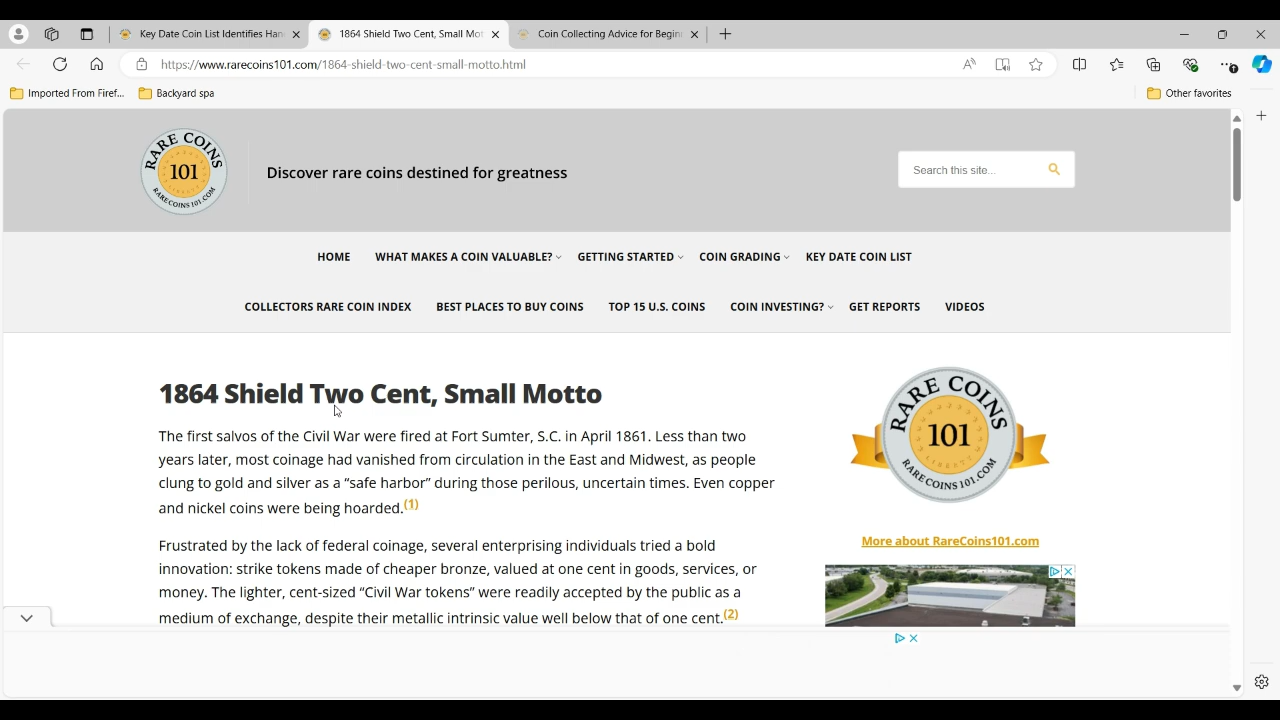 Key Date Coin List Identifies Han
1864 Shield Two Cent, Small Mot
Coin Collecting Advice for Beginn
https://www.rarecoins101.com/1864-shield-two-cent-small-motto.html
Imported From Firef...
Backyard spa
Other favorites
RARE COINS
101
RARECOINS101.COM
Discover rare coins destined for greatness
Search this site...
HOME WHAT MAKES A COIN VALUABLE? GETTING STARTED COIN GRADING KEY DATE COIN LIST
COLLECTORS RARE COIN INDEX BEST PLACES TO BUY COINS TOP 15 U.S. COINS COIN INVESTING? GET REPORTS VIDEOS
1864 Shield Two Cent, Small Motto
The first salvos of the Civil War were fired at Fort Sumter, S.C. in April 1861. Less than two
years later, most coinage had vanished from circulation in the East and Midwest, as people
clung to gold and silver as a “safe harbor” during those perilous, uncertain times. Even copper
and nickel coins were being hoarded.(1)
Frustrated by the lack of federal coinage, several enterprising individuals tried a bold
innovation: strike tokens made of cheaper bronze, valued at one cent in goods, services, or
money. The lighter, cent-sized “Civil War tokens” were readily accepted by the public as a
medium of exchange, despite their metallic intrinsic value well below that of one cent.(2)
RARE COINS
101
LIBERTY
RARECOINS101.COM
More about RareCoins101.com